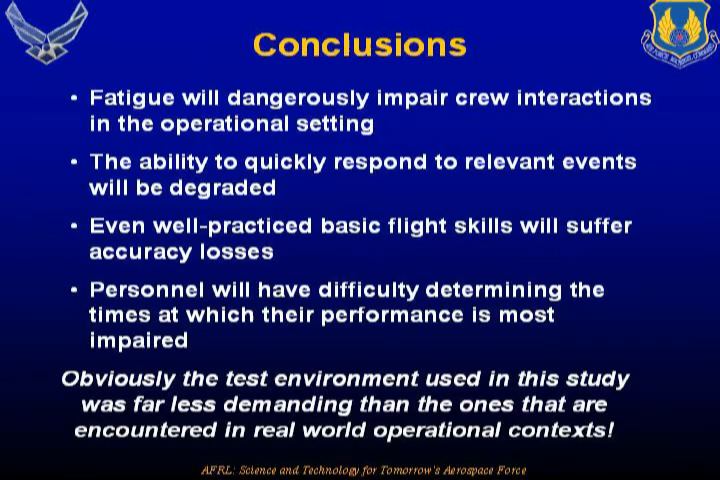 Conclusions
• Fatigue will dangerously impair crew interactions
in the operational setting
• The ability to quickly respond to relevant events
will be degraded
• Even well-practiced basic flight skills will suffer
accuracy losses
• Personnel will have difficulty determining the
times at which their performance is most
impaired
Obviously the test environment used in this study
was far less demanding than the ones that are
encountered in real world operational contexts!
AFRL: Science and Technology for Tomorrow's Aerospace Force